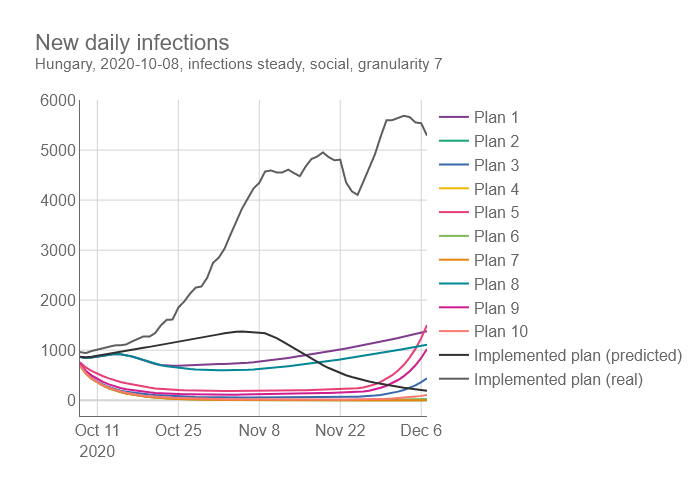 New daily infections
Hungary, 2020-10-08, infections steady, social, granularity 7
6000
5000
4000
3000
2000
1000
0
Oct 11
2020
Oct 25
Nov 8
Nov 22
Dec 6
Plan 1
Plan 2
Plan 3
Plan 4
Plan 5
Plan 6
Plan 7
Plan 8
Plan 9
Plan 10
Implemented plan (predicted)
Implemented plan (real)